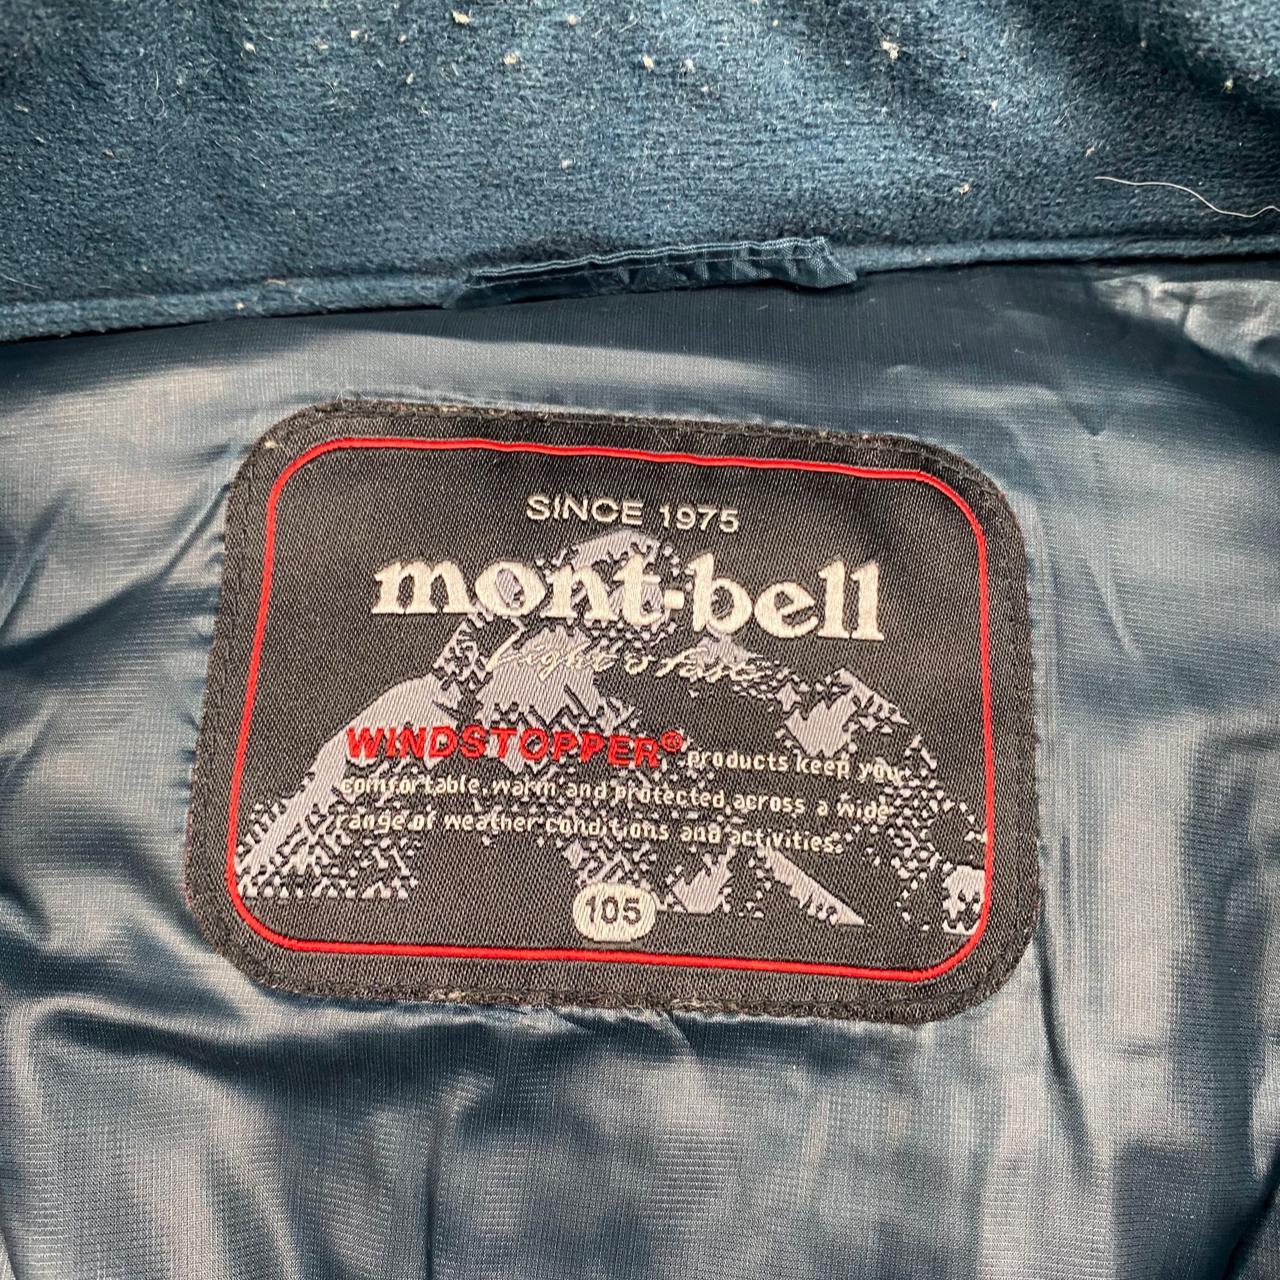 SINCE 1975
mont-bell
Light & Fast
WINDSTOPPER® products keep you
comfortable, warm and protected across a wide
range of weather conditions and activities.
105